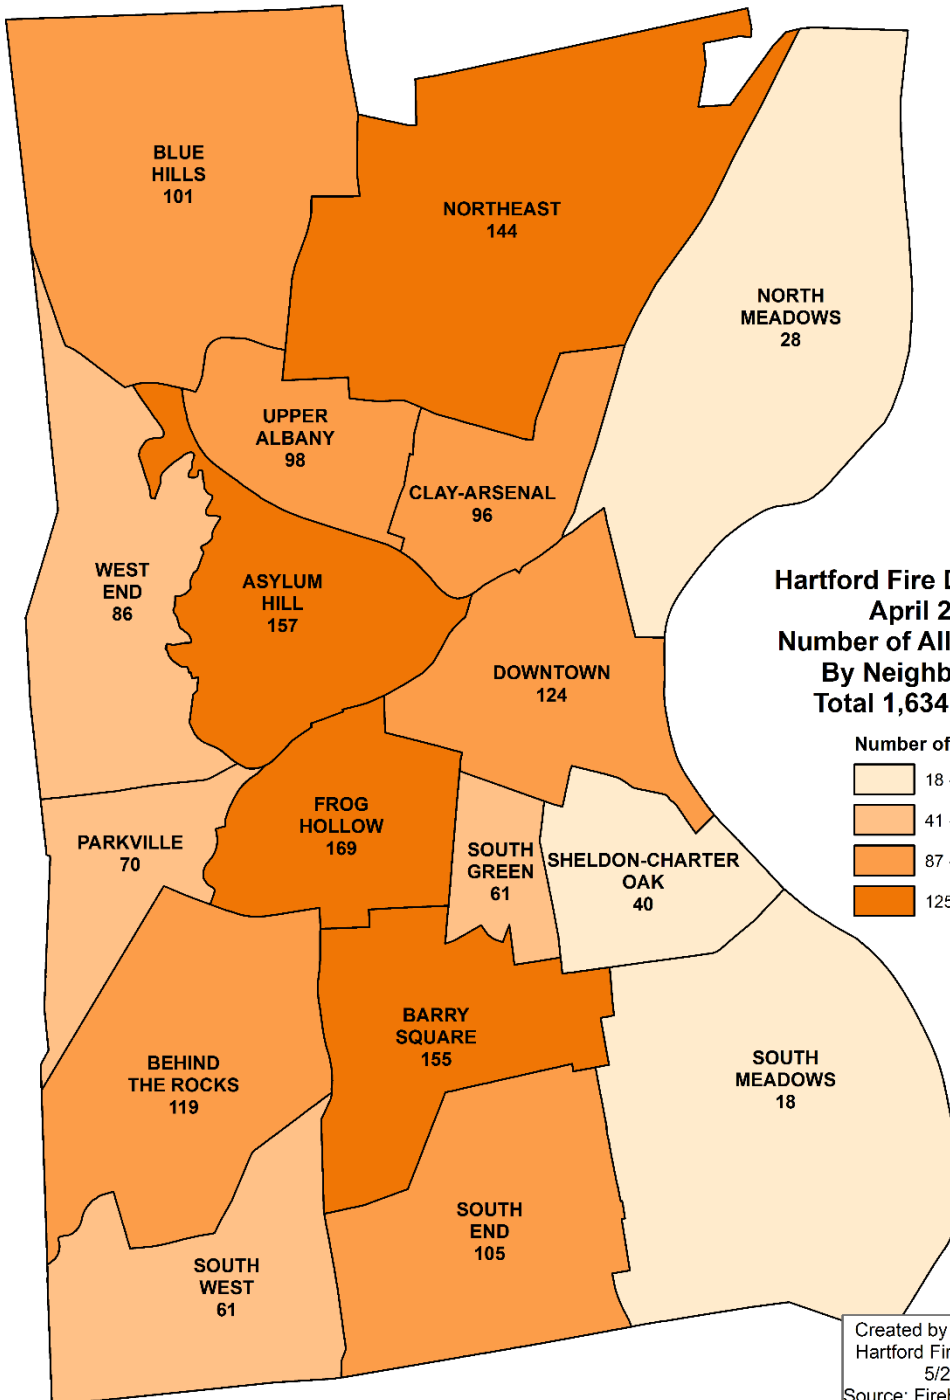 BLUE
HILLS
101
NORTHEAST
144
NORTH
MEADOWS
28
UPPER
ALBANY
98
CLAY-ARSENAL
96
WEST
END
86
ASYLUM
HILL
157
DOWNTOWN
124
Hartford Fire
April
Number of All
By
Total 1,634
Number of
18
41
87
125
FROG
HOLLOW
169
PARKVILLE
70
SOUTH
GREEN
61
SHELDON-CHARTER
OAK
40
BARRY
SQUARE
155
BEHIND
THE ROCKS
119
SOUTH
MEADOWS
18
SOUTH
END
105
SOUTH
WEST
61
Created by
Hartford
5/2
Source: